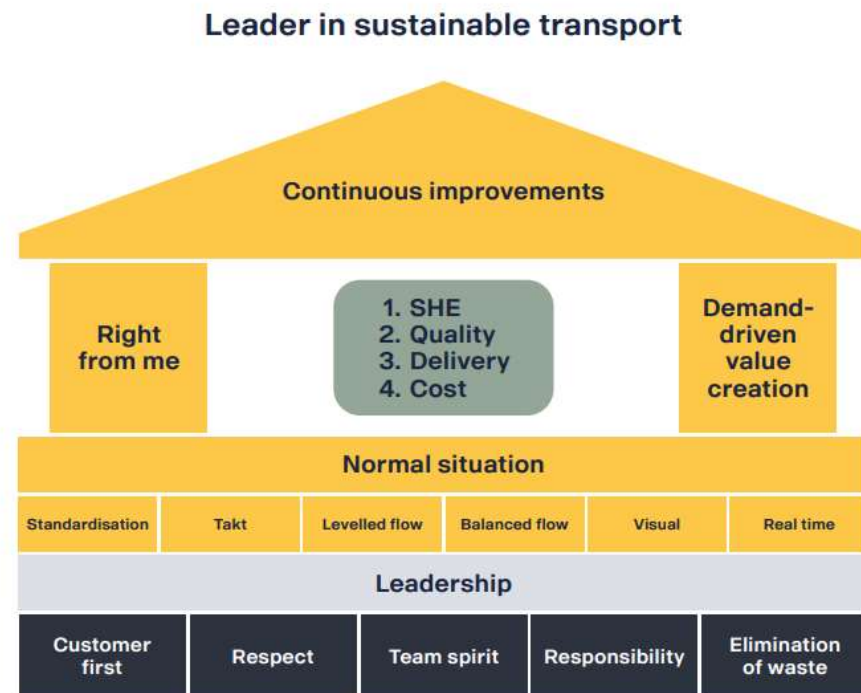 Leader in sustainable transport
Continuous improvements
Right
from me
1. SHE
2. Quality
3. Delivery
4. Cost
Demand-
driven
value
creation
Normal situation
Standardisation
Takt
Levelled flow
Balanced flow
Visual
Real time
Leadership
Customer
first
Respect
Team spirit
Responsibility
Elimination
of waste